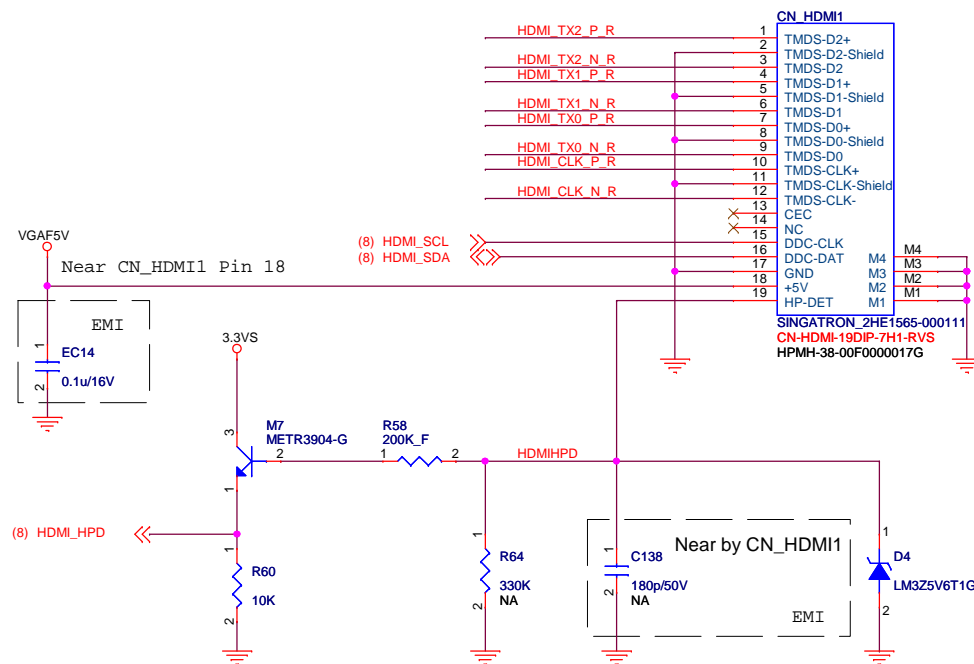 CN_HDMI1
HDMI_TX2_P_R 1 TMDS-D2+
2 TMDS-D2-Shield
HDMI_TX2_N_R 3 TMDS-D2
HDMI_TX1_P_R 4 TMDS-D1+
5 TMDS-D1-Shield
HDMI_TX1_N_R 6 TMDS-D1
HDMI_TX0_P_R 7 TMDS-D0+
8 TMDS-D0-Shield
HDMI_TX0_N_R 9 TMDS-D0
HDMI_CLK_P_R 10 TMDS-CLK+
11 TMDS-CLK-Shield
HDMI_CLK_N_R 12 TMDS-CLK-
13 CEC
14 NC
(8) HDMI_SCL 15 DDC-CLK
(8) HDMI_SDA 16 DDC-DAT M4 M4
17 GND M3 M3
18 +5V M2 M2
19 HP-DET M1 M1
SINGATRON_2HE1565-000111
CN-HDMI-19DIP-7H1-RVS
HPMH-38-00F0000017G
VGAF5V
Near CN_HDMI1 Pin 18
EMI
1
EC14
2
0.1u/16V
3.3VS
3
M7
METR3904-G
2
1
R58
200K_F
1
2
HDMIHPD
(8) HDMI_HPD
1
R60
10K
2
1
R64
330K
2
NA
Near by CN_HDMI1
1
C138
180p/50V
2
NA
EMI
1
D4
LM3Z5V6T1G
2